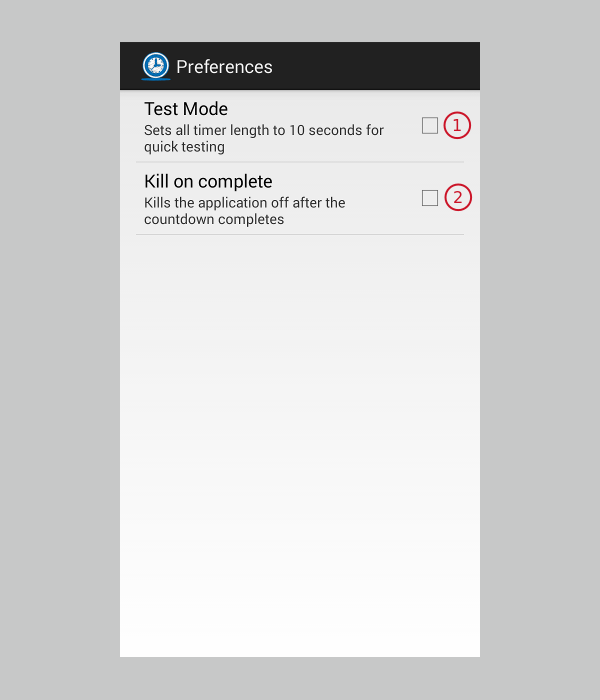 Preferences
Test Mode
Sets all timer length to 10 seconds for
quick testing
1
Kill on complete
Kills the application off after the
countdown completes
2